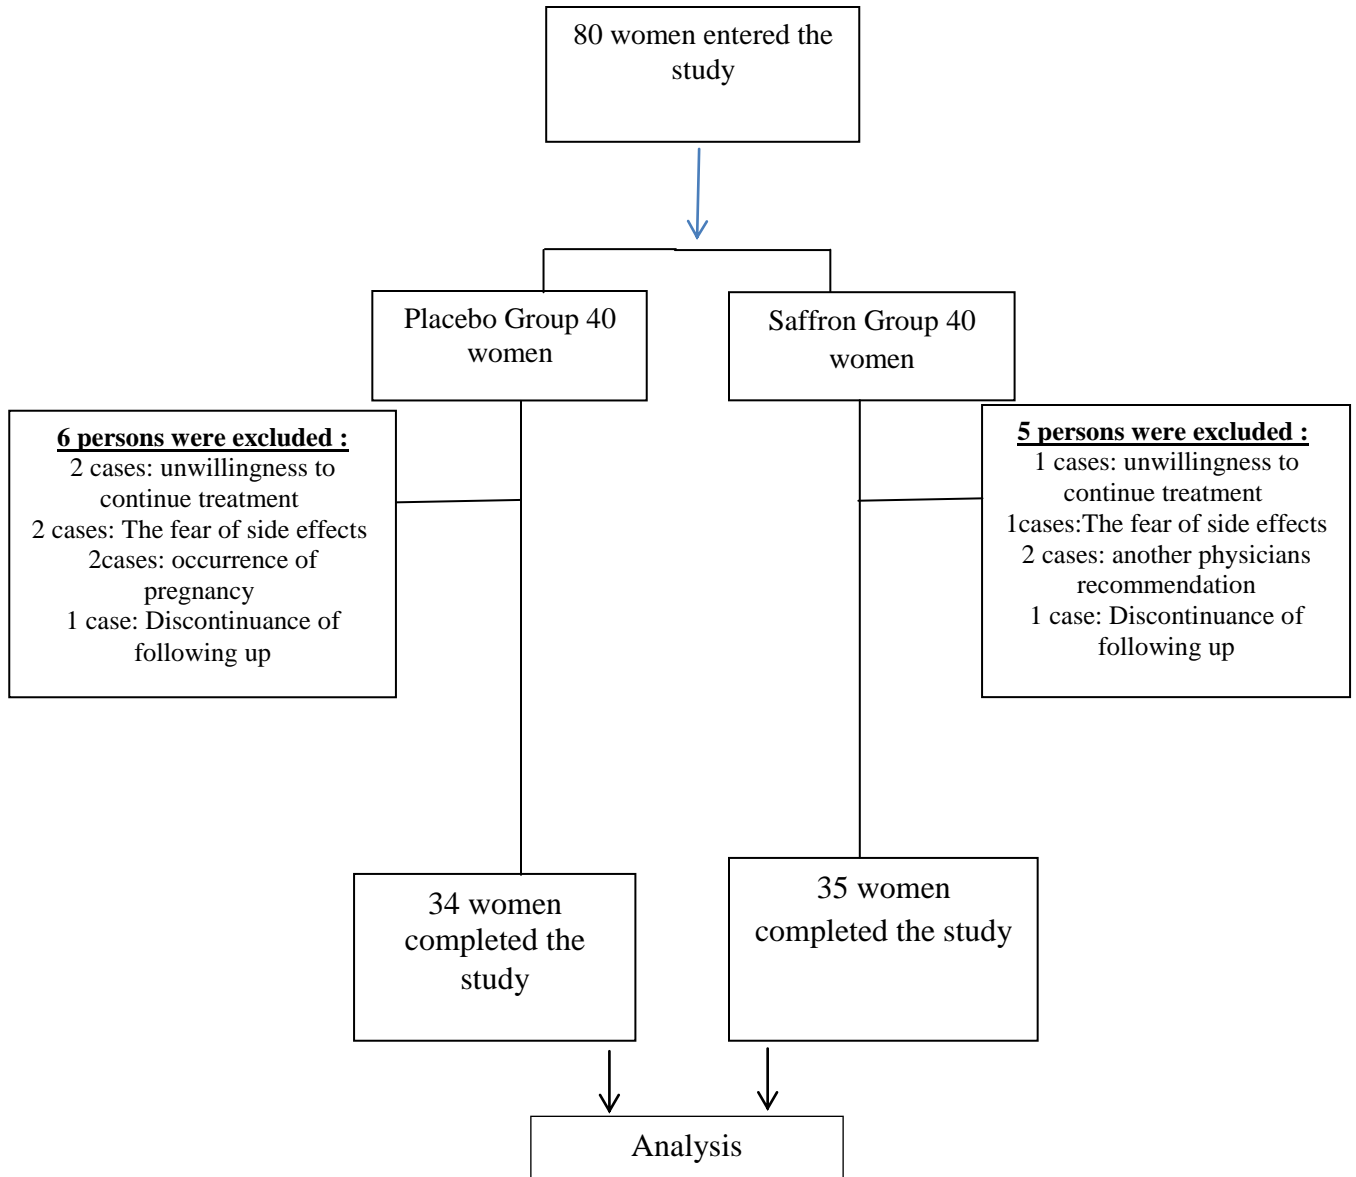 80 women entered the
study
Placebo Group 40
women
Saffron Group 40
women
6 persons were excluded :
2 cases: unwillingness to
continue treatment
2 cases: The fear of side effects
2cases: occurrence of
pregnancy
1 case: Discontinuance of
following up
5 persons were excluded :
1 cases: unwillingness to
continue treatment
1cases:The fear of side effects
2 cases: another physicians
recommendation
1 case: Discontinuance of
following up
34 women
completed the
study
35 women
completed the study
Analysis